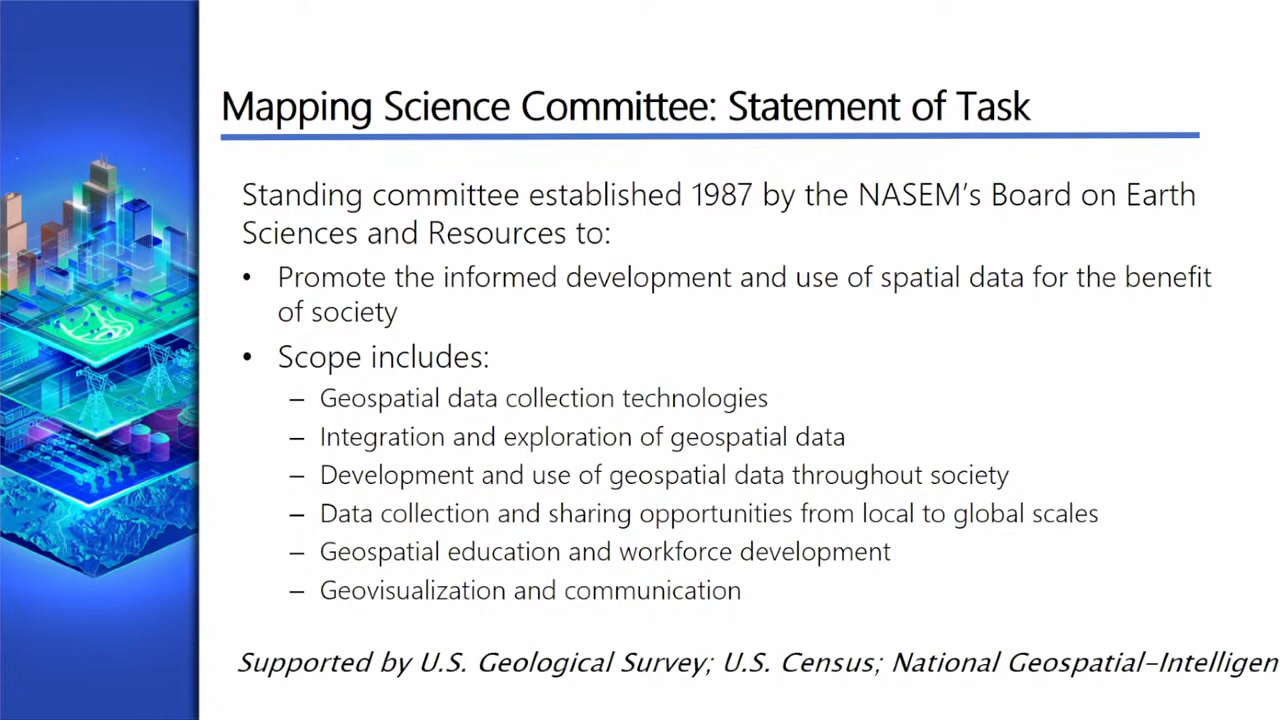 Mapping Science Committee: Statement of Task
Standing committee established 1987 by the NASEM's Board on Earth
Sciences and Resources to:
• Promote the informed development and use of spatial data for the benefit
of society
• Scope includes:
– Geospatial data collection technologies
– Integration and exploration of geospatial data
– Development and use of geospatial data throughout society
– Data collection and sharing opportunities from local to global scales
– Geospatial education and workforce development
– Geovisualization and communication
Supported by U.S. Geological Survey; U.S. Census; National Geospatial-Intelligen